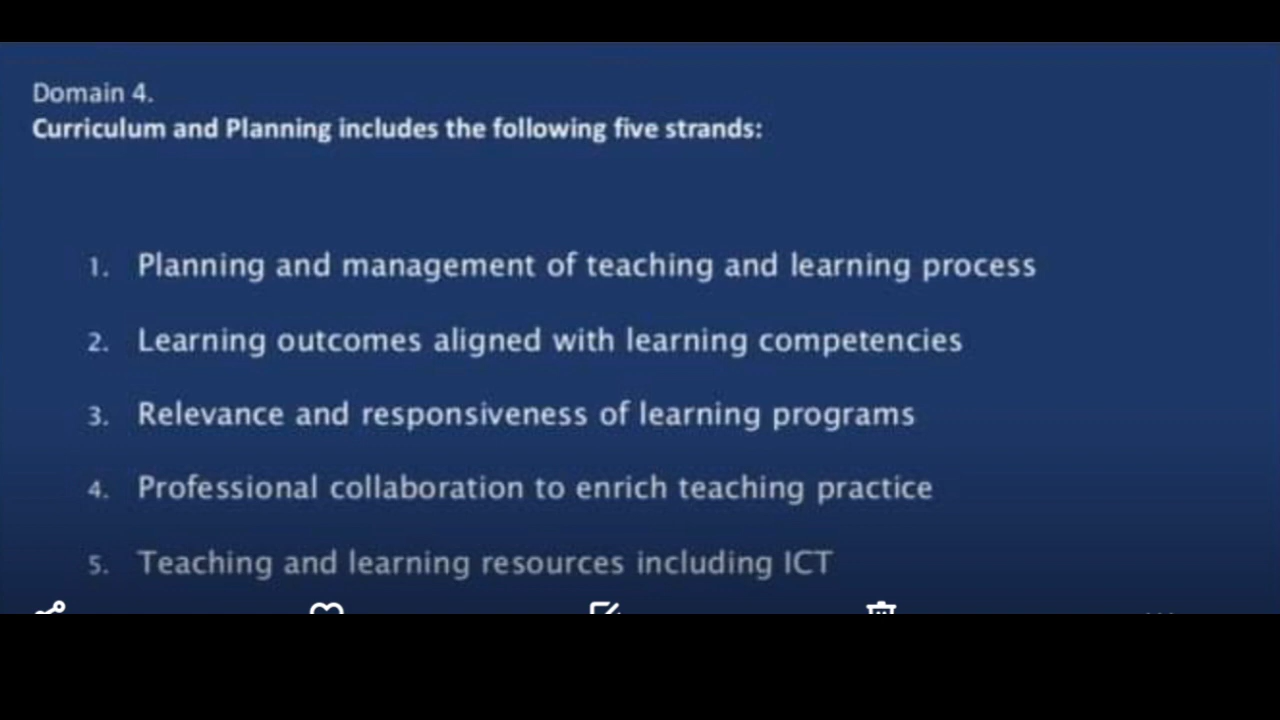 Domain 4.
Curriculum and Planning includes the following five strands:
1. Planning and management of teaching and learning process
2. Learning outcomes aligned with learning competencies
3. Relevance and responsiveness of learning programs
4. Professional collaboration to enrich teaching practice
5. Teaching and learning resources including ICT